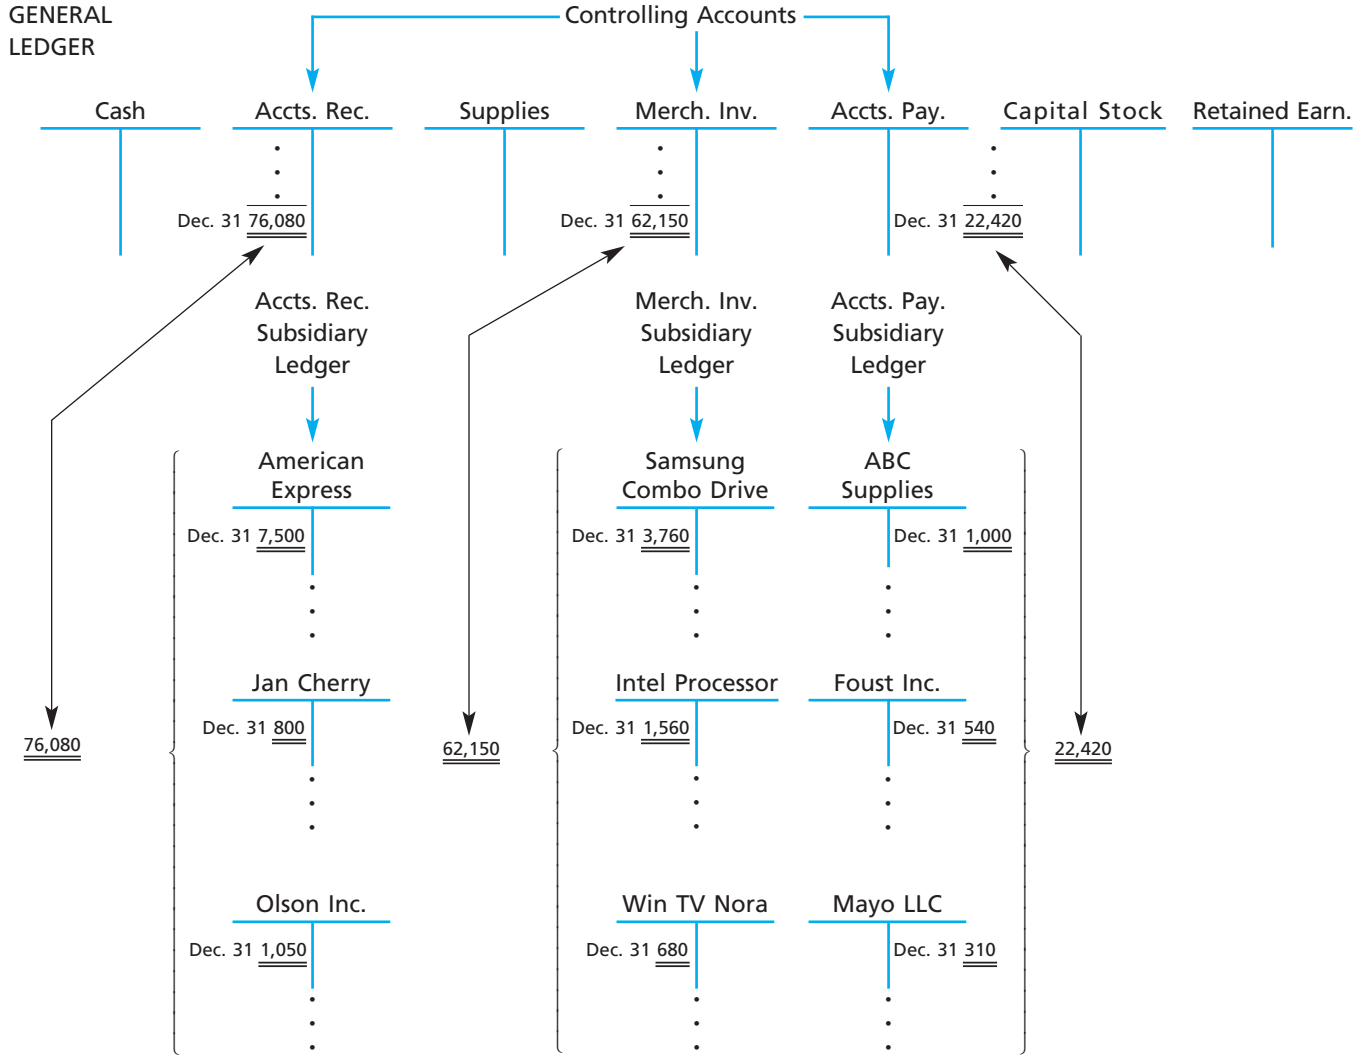 GENERAL
LEDGER
Controlling Accounts
Cash
Accts. Rec.
Supplies
Merch. Inv.
Accts. Pay.
Capital Stock
Retained Earn.
Dec. 31 76,080
Dec. 31 62,150
Dec. 31 22,420
Accts. Rec.
Subsidiary
Ledger
Merch. Inv.
Subsidiary
Ledger
Accts. Pay.
Subsidiary
Ledger
American
Express
Dec. 31 7,500
Samsung
Combo Drive
Dec. 31 3,760
ABC
Supplies
Dec. 31 1,000
Jan Cherry
Dec. 31 800
Intel Processor
Dec. 31 1,560
Foust Inc.
Dec. 31 540
76,080
62,150
22,420
Olson Inc.
Dec. 31 1,050
Win TV Nora
Dec. 31 680
Mayo LLC
Dec. 31 310